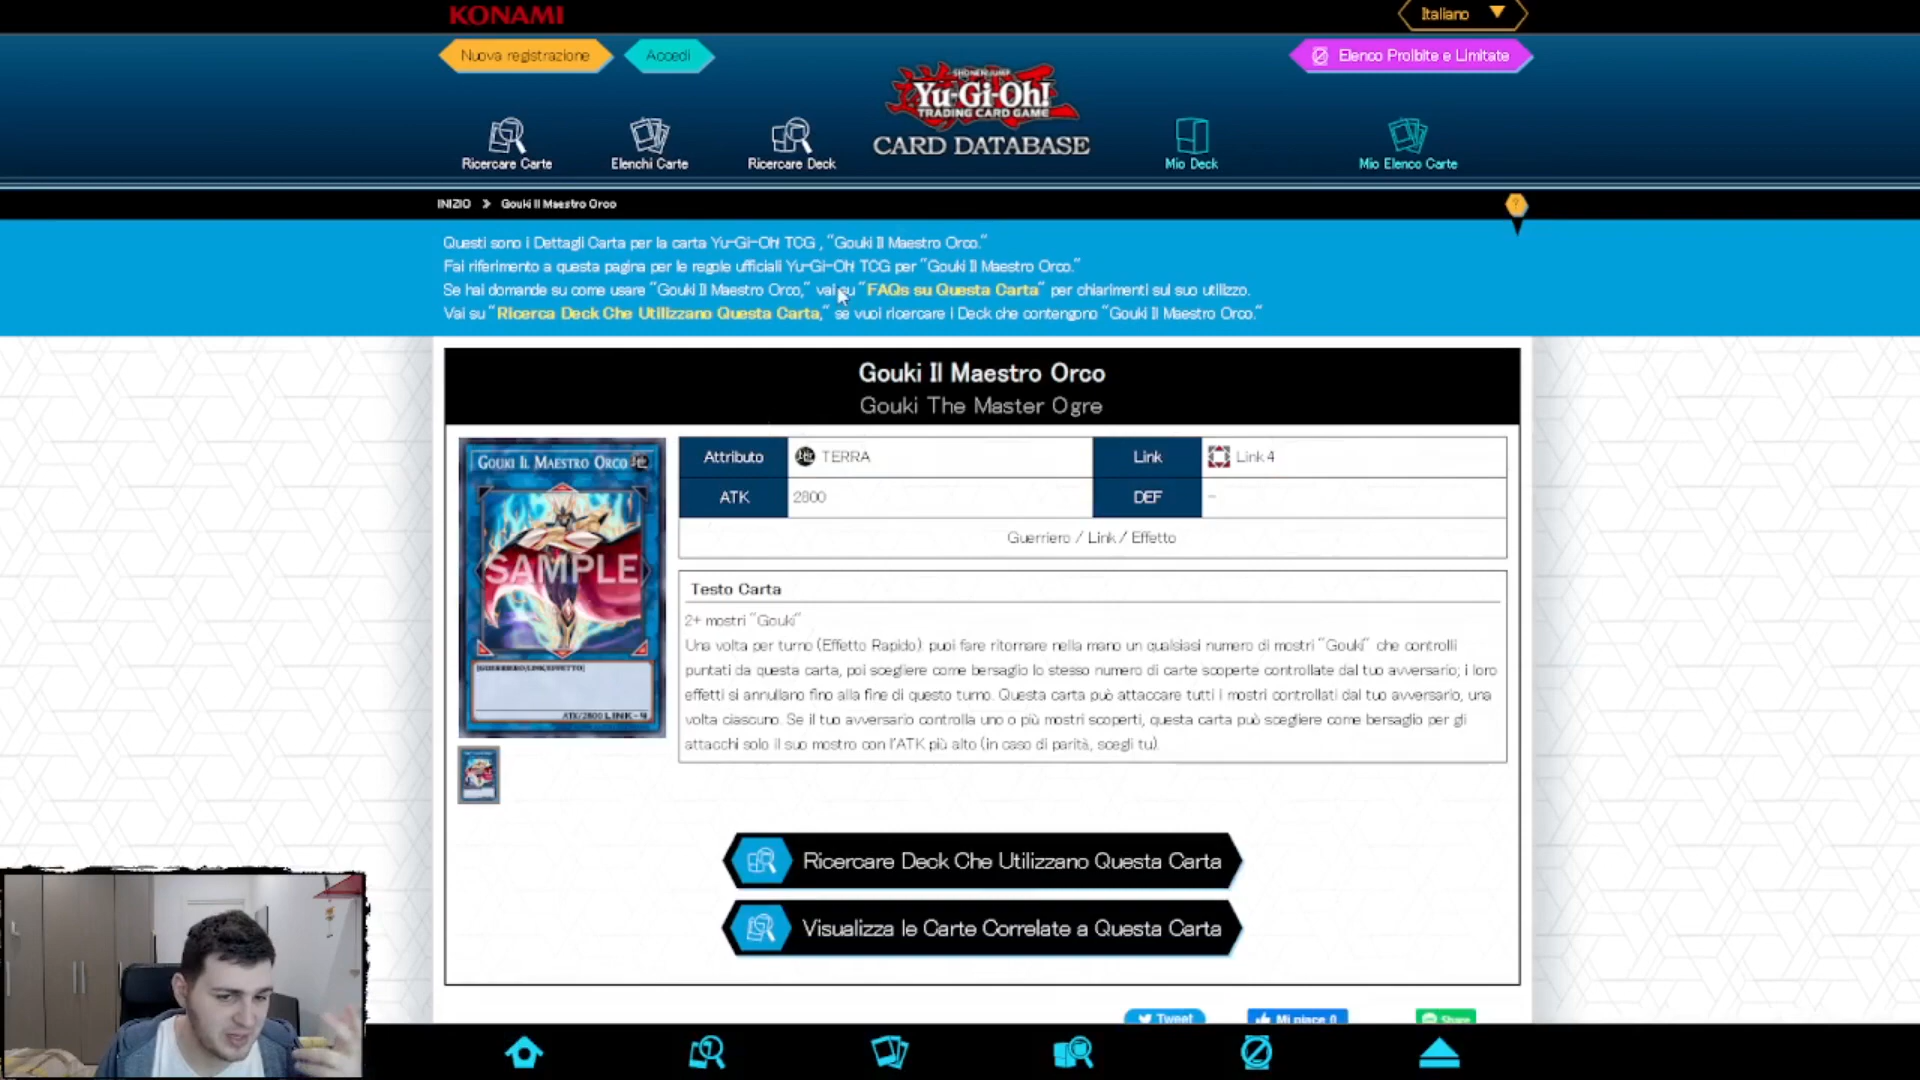 KONAMI
Italiano
Nuova registrazione
Accedi
Elenco Proibite e Limitate
SHONEN JUMP
Yu-Gi-Oh!
TRADING CARD GAME
CARD DATABASE
Ricercare Carte
Elenchi Carte
Ricercare Deck
Mio Deck
Mio Elenco Carte
INIZIO » Gouki Il Maestro Orco
?
Questi sono i Dettagli Carta per la carta Yu-Gi-Oh! TCG , "Gouki Il Maestro Orco."
Fai riferimento a questa pagina per le regole ufficiali Yu-Gi-Oh! TCG per "Gouki Il Maestro Orco."
Se hai domande su come usare "Gouki Il Maestro Orco," vai su "FAQs su Questa Carta" per chiarimenti sul suo utilizzo.
Vai su "Ricerca Deck Che Utilizzano Questa Carta," se vuoi ricercare i Deck che contengono "Gouki Il Maestro Orco."
Gouki Il Maestro Orco
Gouki The Master Ogre
GOUKI IL MAESTRO ORCO
SAMPLE
[GUERRIERO/LINK/EFFETTO]
ATK/2800 LINK-4
Attributo TERRA Link Link 4
ATK 2800 DEF -
Guerriero / Link / Effetto
Testo Carta
2+ mostri "Gouki"
Una volta per turno (Effetto Rapido) puoi fare ritornare nella mano un qualsiasi numero di mostri "Gouki" che controlli
puntati da questa carta, poi scegliere come bersaglio lo stesso numero di carte scoperte controllate dal tuo avversario; i loro
effetti si annullano fino alla fine di questo turno. Questa carta può attaccare tutti i mostri controllati dal tuo avversario, una
volta ciascuno. Se il tuo avversario controlla uno o più mostri scoperti, questa carta può scegliere come bersaglio per gli
attacchi solo il suo mostro con l'ATK più alto (in caso di parità, scegli tu).
Ricercare Deck Che Utilizzano Questa Carta
Visualizza le Carte Correlate a Questa Carta
Tweet
Mi piace 0
Share